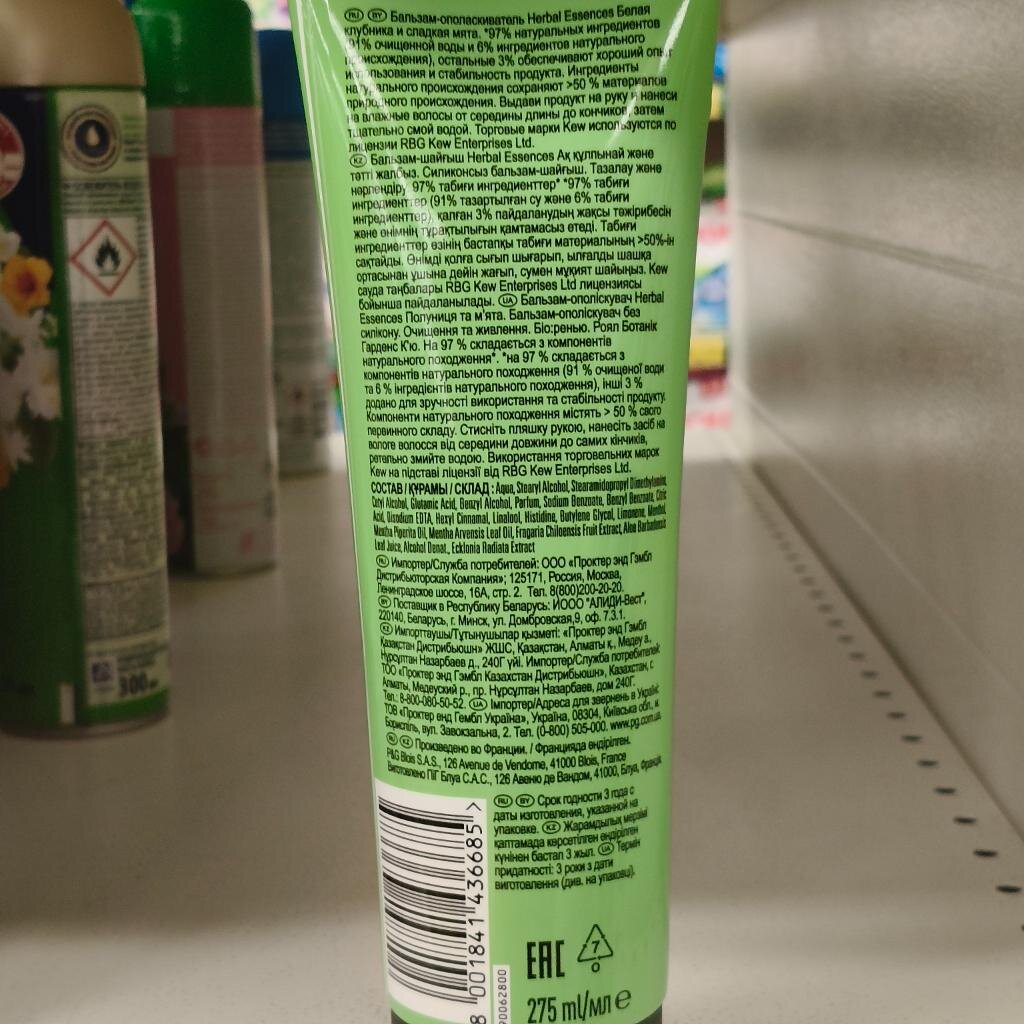 RU BY Бальзам-ополаскиватель Herbal Essences Белая
клубника и сладкая мята. *97% натуральных ингредиентов
(91% очищенной воды и 6% ингредиентов натурального
происхождения), остальные 3% обеспечивают хороший опыт
использования и стабильность продукта. Ингредиенты
натурального происхождения сохраняют >50 % материалов
природного происхождения. Выдави продукт на руку и нанеси
на влажные волосы от середины длины до кончиков, затем
тщательно смой водой. Торговые марки Kew используются по
лицензии RBG Kew Enterprises Ltd.
KZ Бальзам-шайғыш Herbal Essences Ақ құлпынай және
тәтті жалбыз. Силиконсыз бальзам-шайғыш. Тазалау және
нәрлендіру. 97% табиғи ингредиенттер* *97% табиғи
ингредиенттер (91% тазартылған су және 6% табиғи
ингредиенттер), қалған 3% пайдаланудың жақсы тәжірибесін
және өнімнің тұрақтылығын қамтамасыз етеді. Табиғи
ингредиенттер өзінің бастапқы табиғи материалының >50%-ін
сақтайды. Өнімді қолға сығып шығарып, ылғалды шашқа
ортасынан ұшына дейін жағып, сумен мұқият шайыңыз. Kew
сауда таңбалары RBG Kew Enterprises Ltd лицензиясы
бойынша пайдаланылады. UA Бальзам-ополіскувач Herbal
Essences Полуниця та м'ята. Бальзам-ополіскувач без
силікону. Очищення та живлення. Біо:ренью. Роял Ботанік
Гарденс К'ю. На 97 % складається з компонентів
натурального походження*. *на 97 % складається з
компонентів натурального походження (91 % очищеної води
та 6 % інгредієнтів натурального походження), інші 3 %
додано для зручності використання та стабільності продукту.
Компоненти натурального походження містять > 50 % свого
первинного складу. Стисніть пляшку рукою, нанесіть засіб на
вологе волосся від середини довжини до самих кінчиків,
ретельно змийте водою. Використання торговельних марок
Kew на підставі ліцензії від RBG Kew Enterprises Ltd.
СОСТАВ / ҚҰРАМЫ / СКЛАД : Aqua, Stearyl Alcohol, Stearamidopropyl Dimethylamine,
Cetyl Alcohol, Glutamic Acid, Benzyl Alcohol, Parfum, Sodium Benzoate, Benzyl Benzoate, Citric
Acid, Disodium EDTA, Hexyl Cinnamal, Linalool, Histidine, Butylene Glycol, Limonene, Menthol,
Mentha Piperita Oil, Mentha Arvensis Leaf Oil, Fragaria Chiloensis Fruit Extract, Aloe Barbadensis
Leaf Juice, Alcohol Denat., Ecklonia Radiata Extract
RU Импортер/Служба потребителей: ООО «Проктер энд Гэмбл
Дистрибьюторская Компания»; 125171, Россия, Москва,
Ленинградское шоссе, 16А, стр. 2. Тел. 8(800)200-20-20.
BY Поставщик в Республику Беларусь: ИООО "АЛИДИ-Вест",
220140, Беларусь, г. Минск, ул. Домбровская,9, оф. 7.3.1.
KZ Импорттаушы/Тұтынушылар қызметі: «Проктер энд Гэмбл
Қазақстан Дистрибьюшн» ЖШС, Қазақстан, Алматы қ., Медеу а.,
Нұрсұлтан Назарбаев д., 240Г үйі. Импортер/Служба потребителей:
ТОО «Проктер энд Гэмбл Казахстан Дистрибьюшн», Казахстан, г.
Алматы, Медеуский р., пр. Нұрсұлтан Назарбаев, дом 240Г.
Тел.: 8-800-080-50-52. UA Імпортер/Адреса для звернень в Україні:
ТОВ «Проктер енд Гембл Україна», Україна, 08304, Київська обл., м.
Бориспіль, вул. Завокзальна, 2. Тел. (0-800) 505-000. www.pg.com.ua.
RU KZ Произведено во Франции. / Францияда өндірілген.
P&G Blois S.A.S., 126 Avenue de Vendome, 41000 Blois, France
Виготовлено ПіГ Блуа С.А.С., 126 Авеню де Вандом, 41000, Блуа, Франція
RU BY Срок годности 3 года с
даты изготовления, указанной на
упаковке. KZ Жарамдылық мерзімі
қаптамада көрсетілген өндірілген
күнінен бастап 3 жыл. UA Термін
придатності: 3 роки з дати
виготовлення (див. на упаковці).
8 001841 436685 >
90062800
EAC
7
O
275 ml/мл e
300